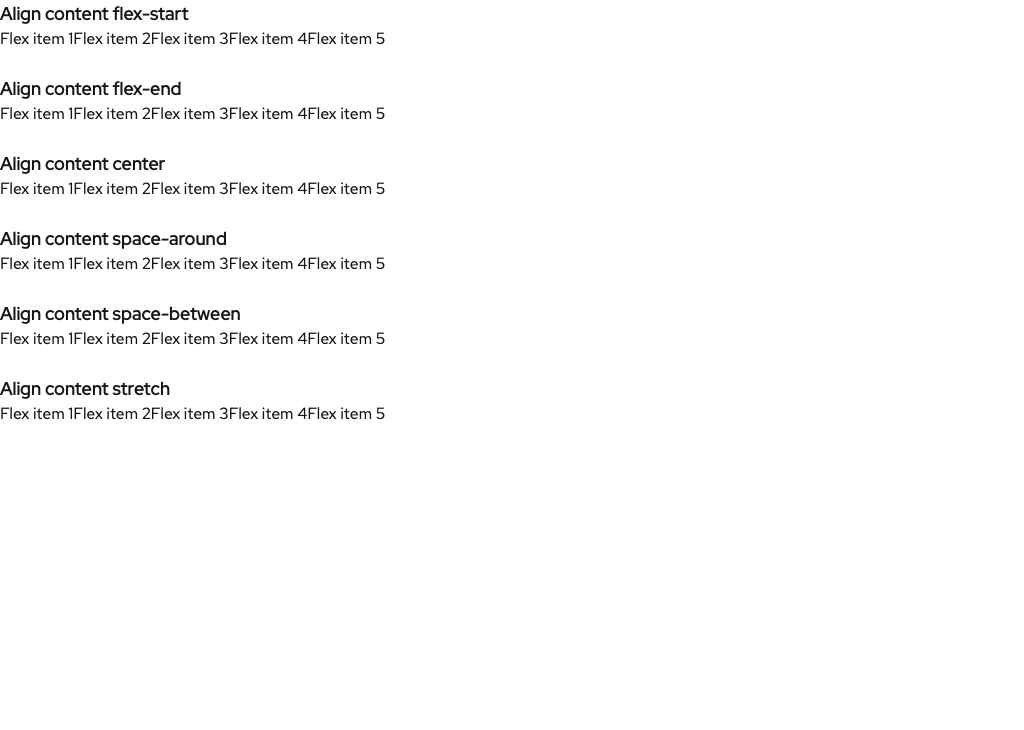 Align content flex-start
Flex item 1Flex item 2Flex item 3Flex item 4Flex item 5
Align content flex-end
Flex item 1Flex item 2Flex item 3Flex item 4Flex item 5
Align content center
Flex item 1Flex item 2Flex item 3Flex item 4Flex item 5
Align content space-around
Flex item 1Flex item 2Flex item 3Flex item 4Flex item 5
Align content space-between
Flex item 1Flex item 2Flex item 3Flex item 4Flex item 5
Align content stretch
Flex item 1Flex item 2Flex item 3Flex item 4Flex item 5